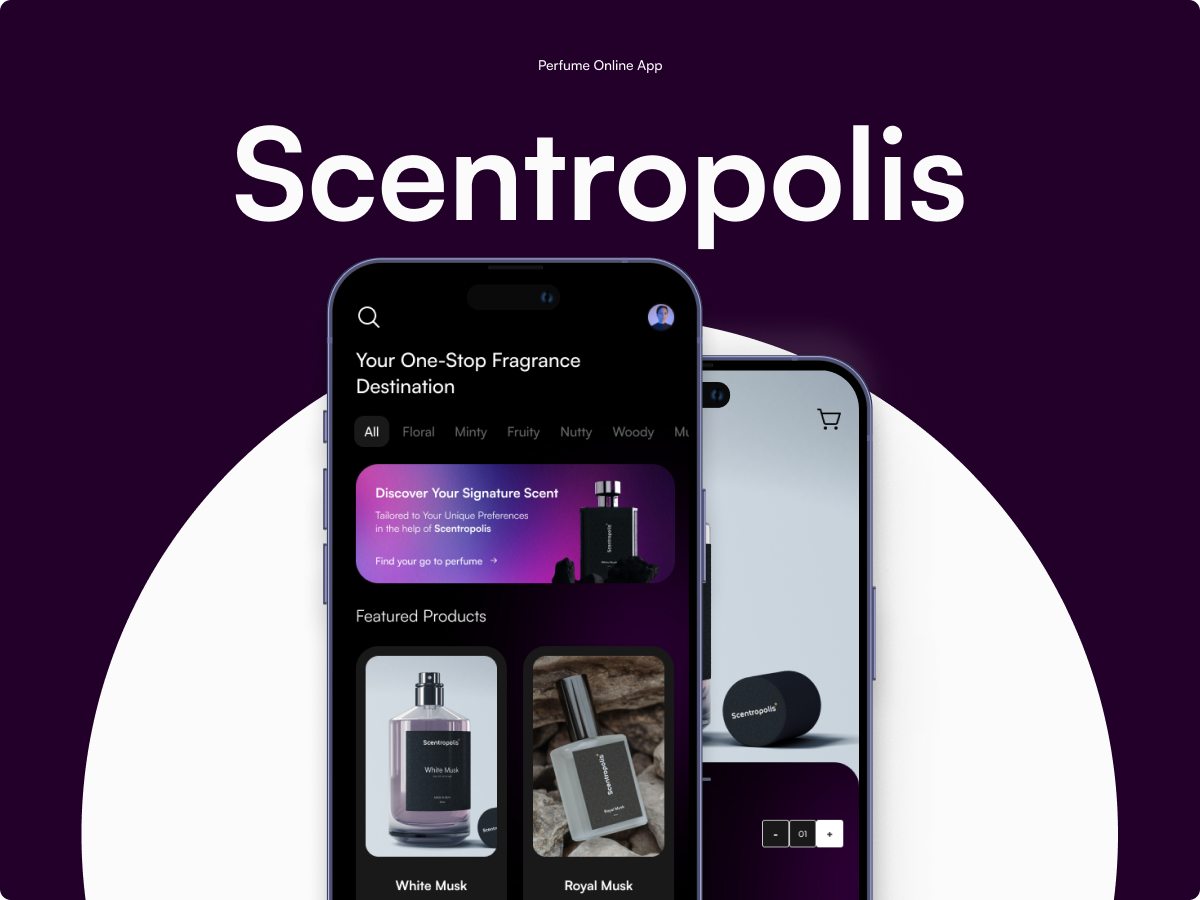 Perfume Online App
Scentropolis
Your One-Stop Fragrance
Destination
All Floral Minty Fruity Nutty Woody Mu
Discover Your Signature Scent
Tailored to Your Unique Preferences
in the help of Scentropolis
Find your go to perfume →
Scentropolis
White Musk
Featured Products
Scentropolis
White Musk
Scentropolis
Royal Musk
White Musk
Royal Musk
Scentropolis
- 01 +